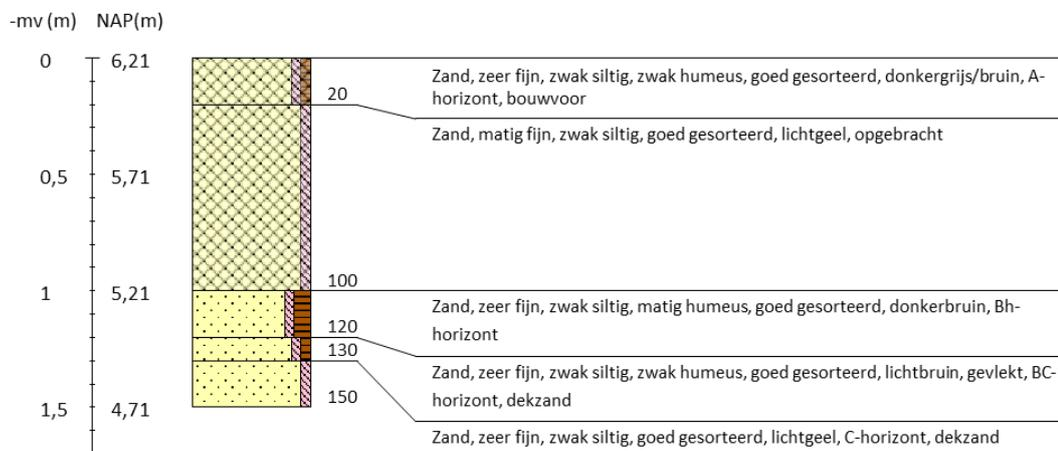 -mv (m) NAP(m)
0 6,21
Zand, zeer fijn, zwak siltig, zwak humeus, goed gesorteerd, donkergrijs/bruin, A-
horizont, bouwvoor
20
Zand, matig fijn, zwak siltig, goed gesorteerd, lichtgeel, opgebracht
0,5 5,71
100
1 5,21
Zand, zeer fijn, zwak siltig, matig humeus, goed gesorteerd, donkerbruin, Bh-
horizont
120
130
Zand, zeer fijn, zwak siltig, zwak humeus, goed gesorteerd, lichtbruin, gevlekt, BC-
horizont, dekzand
150
1,5 4,71
Zand, zeer fijn, zwak siltig, goed gesorteerd, lichtgeel, C-horizont, dekzand